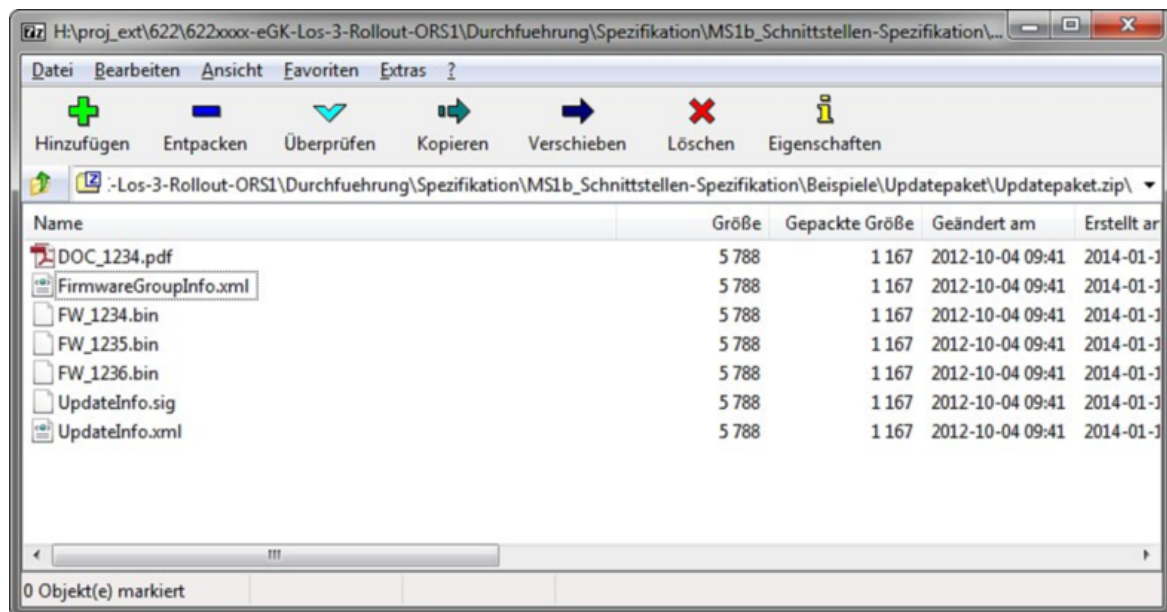 7z H:\proj_ext\622\622xxxx-eGK-Los-3-Rollout-ORS1\Durchfuehrung\Spezifikation\MS1b_Schnittstellen-Spezifikation\...
Datei Bearbeiten Ansicht Favoriten Extras ?
Hinzufügen Entpacken Überprüfen Kopieren Verschieben Löschen Eigenschaften
:-Los-3-Rollout-ORS1\Durchfuehrung\Spezifikation\MS1b_Schnittstellen-Spezifikation\Beispiele\Updatepaket\Updatepaket.zip\
Name Größe Gepackte Größe Geändert am Erstellt ar
DOC_1234.pdf 5 788 1 167 2012-10-04 09:41 2014-01-1
FirmwareGroupInfo.xml 5 788 1 167 2012-10-04 09:41 2014-01-1
FW_1234.bin 5 788 1 167 2012-10-04 09:41 2014-01-1
FW_1235.bin 5 788 1 167 2012-10-04 09:41 2014-01-1
FW_1236.bin 5 788 1 167 2012-10-04 09:41 2014-01-1
UpdateInfo.sig 5 788 1 167 2012-10-04 09:41 2014-01-1
UpdateInfo.xml 5 788 1 167 2012-10-04 09:41 2014-01-1
0 Objekt(e) markiert